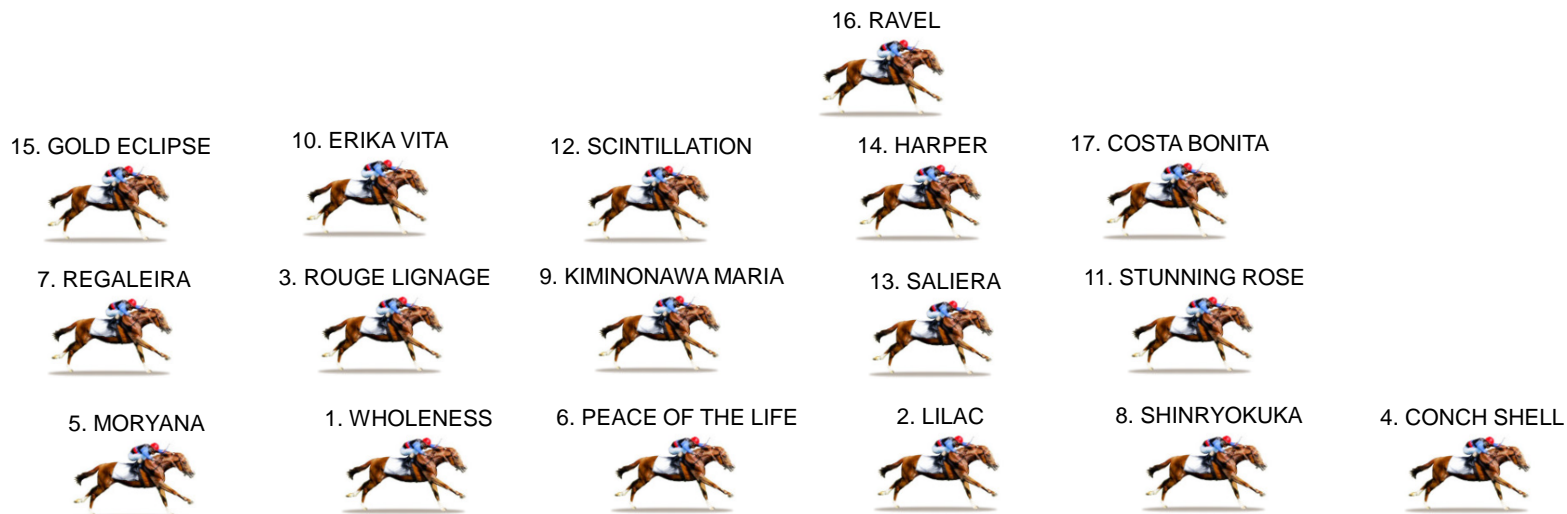 16. RAVEL
15. GOLD ECLIPSE
10. ERIKA VITA
12. SCINTILLATION
14. HARPER
17. COSTA BONITA
7. REGALEIRA
3. ROUGE LIGNAGE
9. KIMINONAWA MARIA
13. SALIERA
11. STUNNING ROSE
5. MORYANA
1. WHOLENESS
6. PEACE OF THE LIFE
2. LILAC
8. SHINRYOKUKA
4. CONCH SHELL